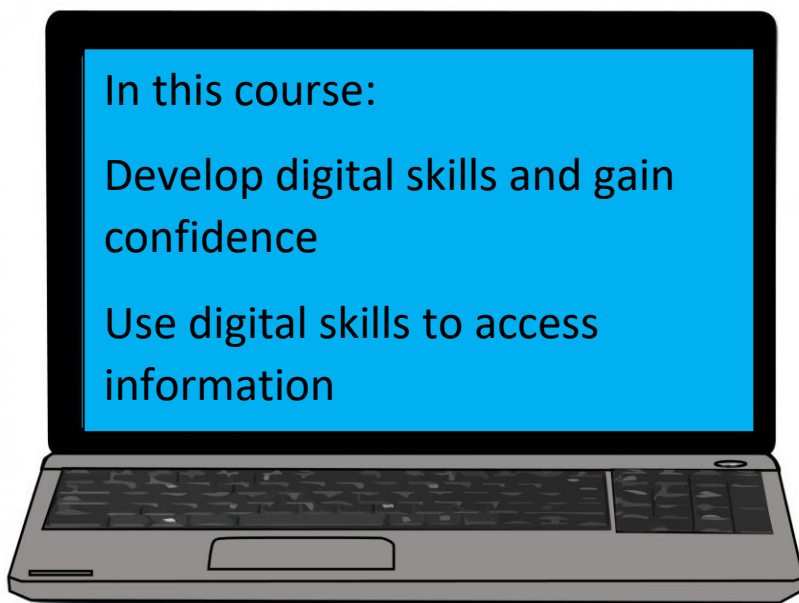 In this course:
Develop digital skills and gain
confidence
Use digital skills to access
information